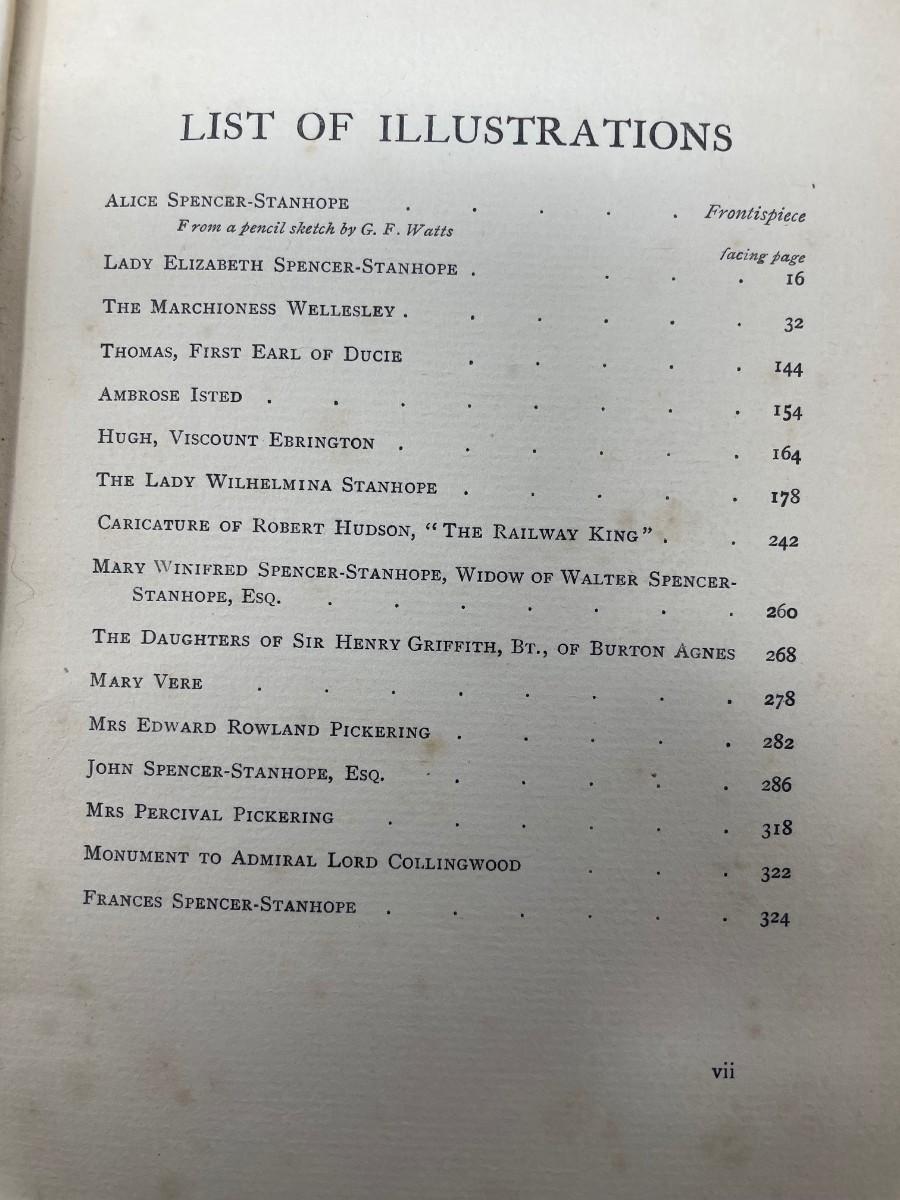 LIST OF ILLUSTRATIONS
ALICE SPENCER-STANHOPE . . . . . Frontispiece
From a pencil sketch by G. F. Watts
facing page
LADY ELIZABETH SPENCER-STANHOPE . . . . 16
THE MARCHIONESS WELLESLEY . . . . . . 32
THOMAS, FIRST EARL OF DUCIE . . . . . 144
AMBROSE ISTED . . . . . . . . 154
HUGH, VISCOUNT EBRINGTON . . . . . . 164
THE LADY WILHELMINA STANHOPE . . . . . 178
CARICATURE OF ROBERT HUDSON, “THE RAILWAY KING” . . 242
MARY WINIFRED SPENCER-STANHOPE, WIDOW OF WALTER SPENCER-
STANHOPE, ESQ. . . . . . . . 260
THE DAUGHTERS OF SIR HENRY GRIFFITH, BT., OF BURTON AGNES 268
MARY VERE . . . . . . . . 278
MRS EDWARD ROWLAND PICKERING . . . . . 282
JOHN SPENCER-STANHOPE, ESQ. . . . . . 286
MRS PERCIVAL PICKERING . . . . . . 318
MONUMENT TO ADMIRAL LORD COLLINGWOOD . . . 322
FRANCES SPENCER-STANHOPE . . . . . . 324
vii